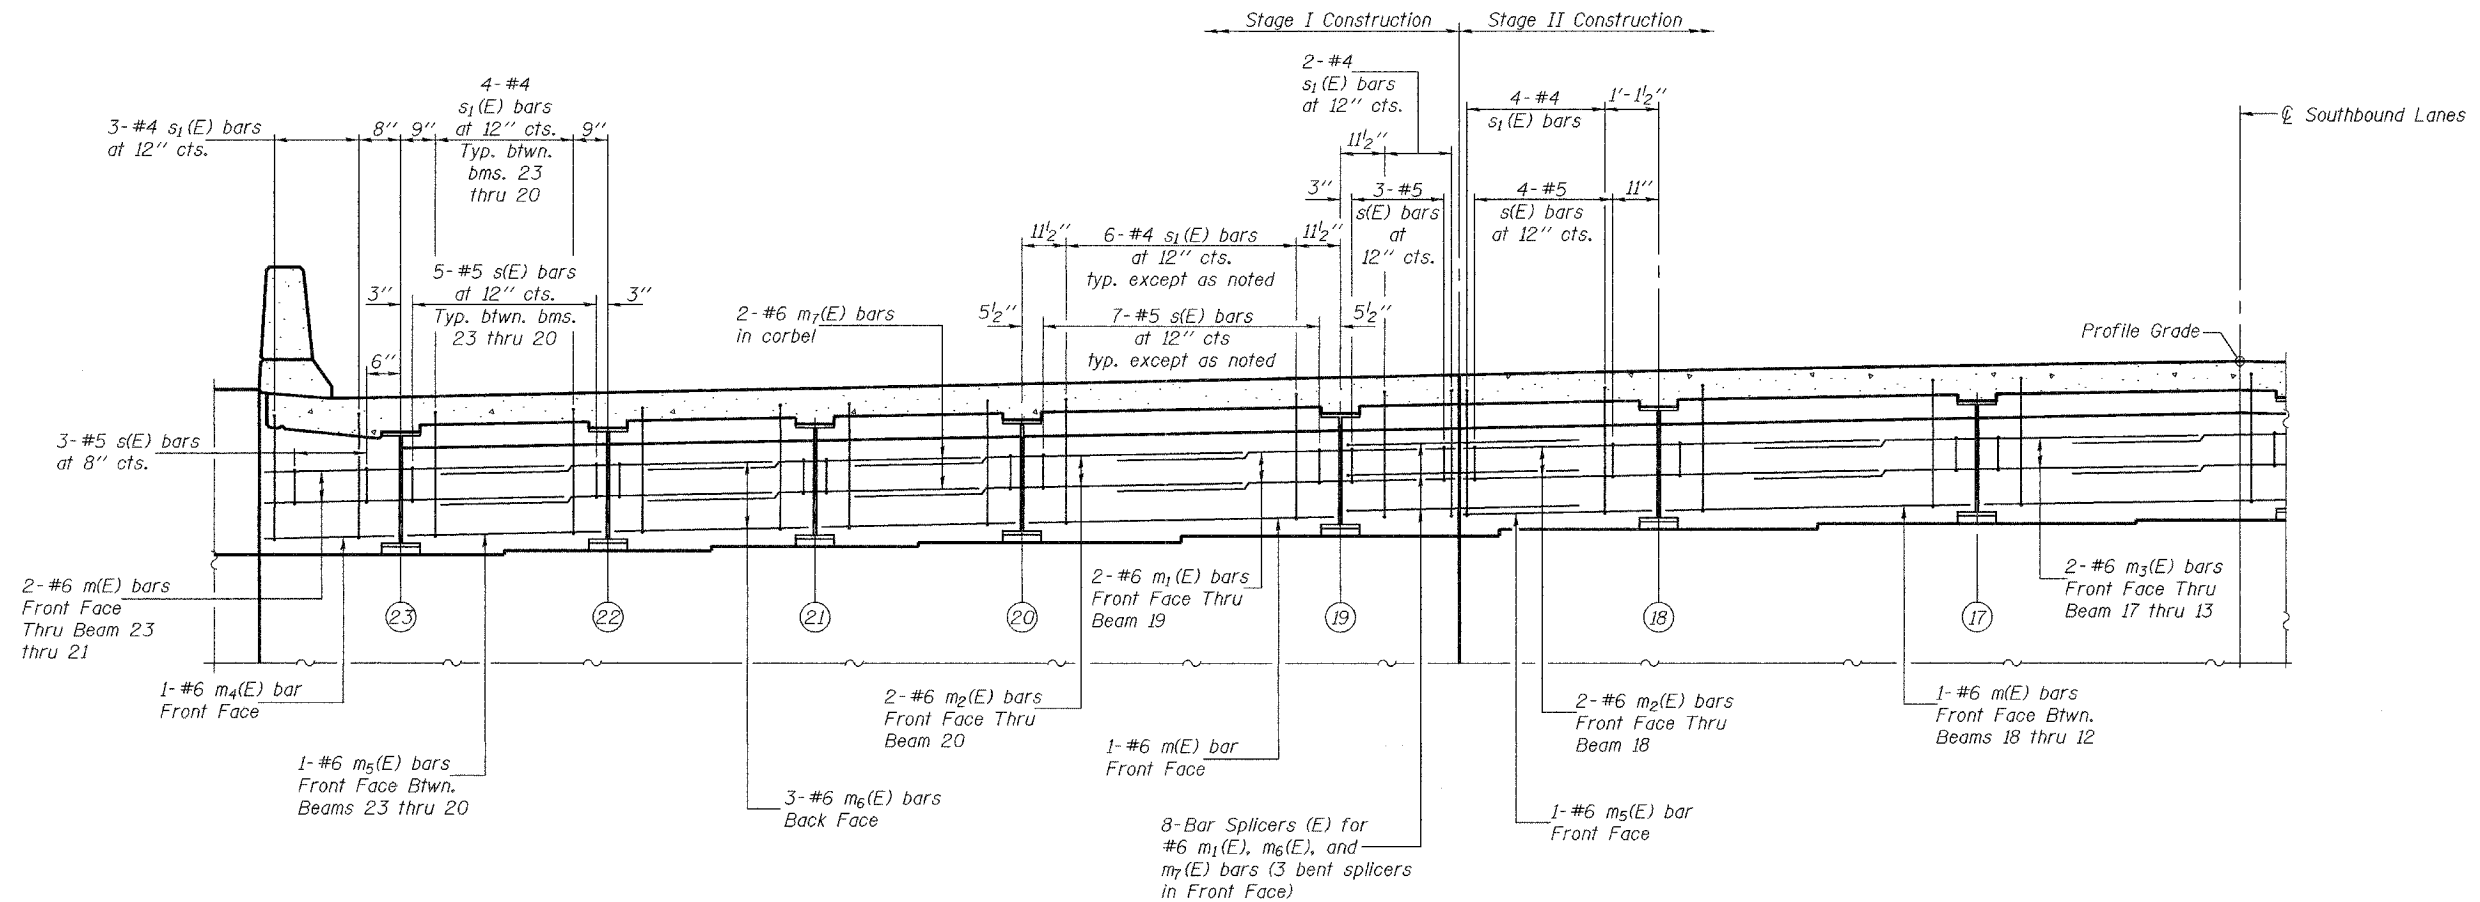 Stage I Construction
Stage II Construction
2-#4
s1(E) bars
at 12" cts.
4-#4
s1(E) bars
at 12" cts.
Typ. btwn.
bms. 23
thru 20
3-#4 s1(E) bars
at 12" cts.
8"
9"
9"
4-#4
s1(E) bars
1'-1½"
℄ Southbound Lanes
11½"
3"
3-#5
s(E) bars
at
12" cts.
4-#5
s(E) bars
at 12" cts.
11"
11½"
6-#4 s1(E) bars
at 12" cts.
typ. except as noted
11½"
5-#5 s(E) bars
at 12" cts.
Typ. btwn. bms.
23 thru 20
3"
3"
2-#6 m7(E) bars
in corbel
5½"
7-#5 s(E) bars
at 12" cts
typ. except as noted
5½"
Profile Grade
6"
3-#5 s(E) bars
at 8" cts.
2-#6 m(E) bars
Front Face
Thru Beam 23
thru 21
23
22
21
20
2-#6 m1(E) bars
Front Face Thru
Beam 19
19
18
17
2-#6 m3(E) bars
Front Face Thru
Beam 17 thru 13
1-#6 m4(E) bar
Front Face
2-#6 m2(E) bars
Front Face Thru
Beam 20
2-#6 m2(E) bars
Front Face Thru
Beam 18
1-#6 m(E) bars
Front Face Btwn.
Beams 18 thru 12
1-#6 m5(E) bars
Front Face Btwn.
Beams 23 thru 20
1-#6 m(E) bar
Front Face
3-#6 m6(E) bars
Back Face
1-#6 m5(E) bar
Front Face
8-Bar Splicers (E) for
#6 m1(E), m6(E), and
m7(E) bars (3 bent splicers
in Front Face)